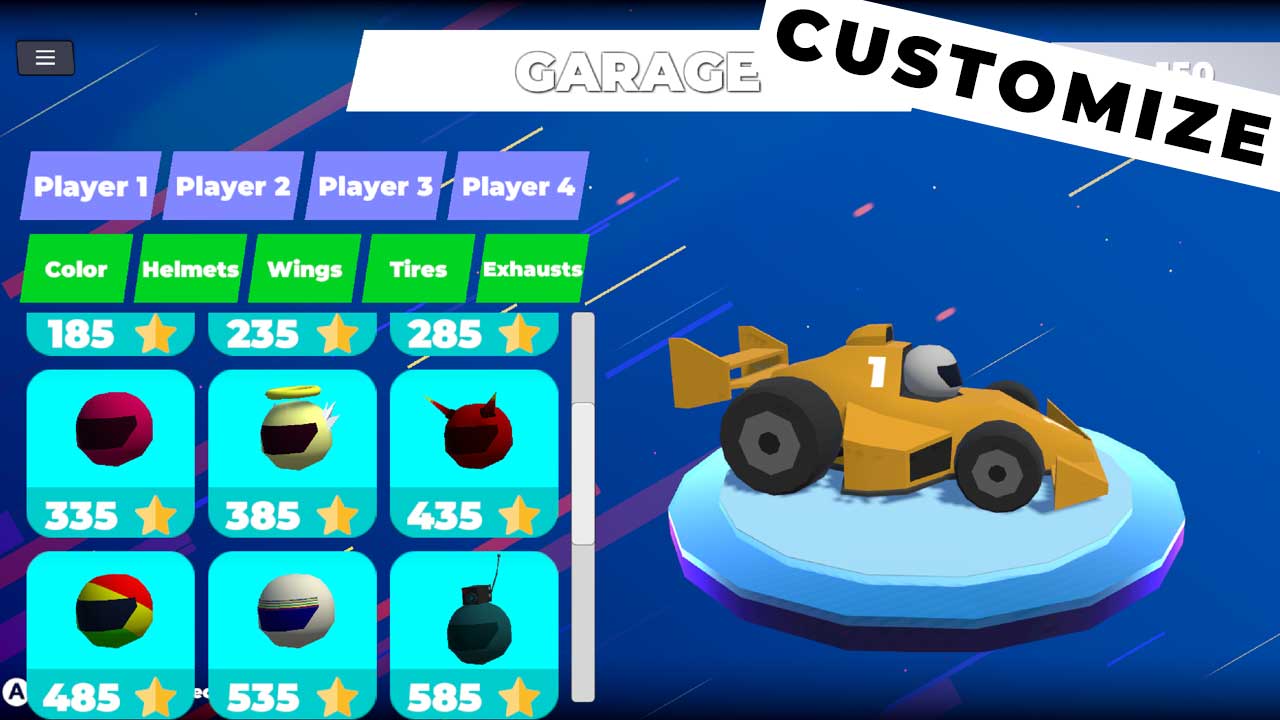 CUSTOMIZE
GARAGE
Player 1 Player 2 Player 3 Player 4
Color Helmets Wings Tires Exhausts
185 235 285
1
335 385 435
485 535 585
A